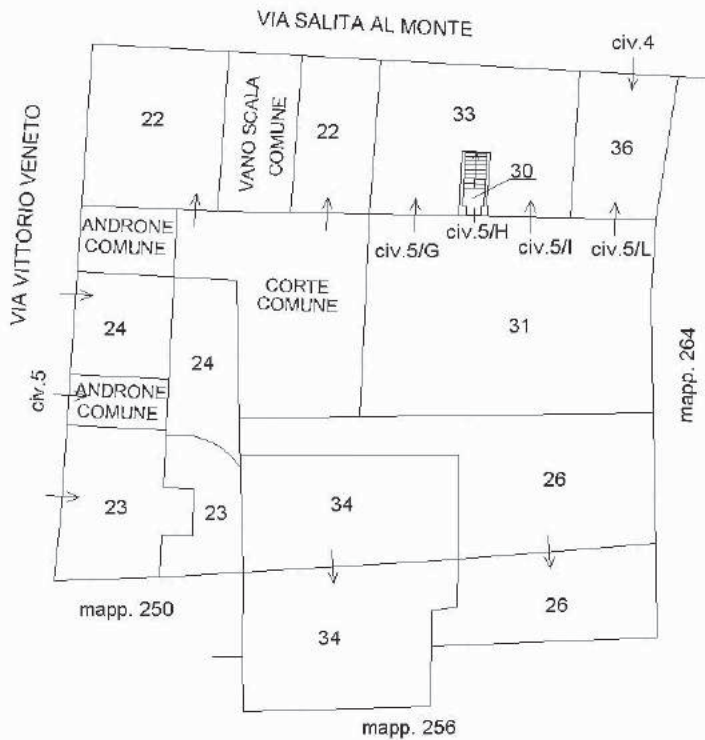 VIA SALITA AL MONTE
civ.4
22
VANO SCALA
COMUNE
22
33
36
30
VIA VITTORIO VENETO
ANDRONE
COMUNE
civ.5/G
civ.5/H
civ.5/I
civ.5/L
CORTE
COMUNE
24
24
31
mapp. 264
civ.5
ANDRONE
COMUNE
23
23
34
26
mapp. 250
34
26
mapp. 256